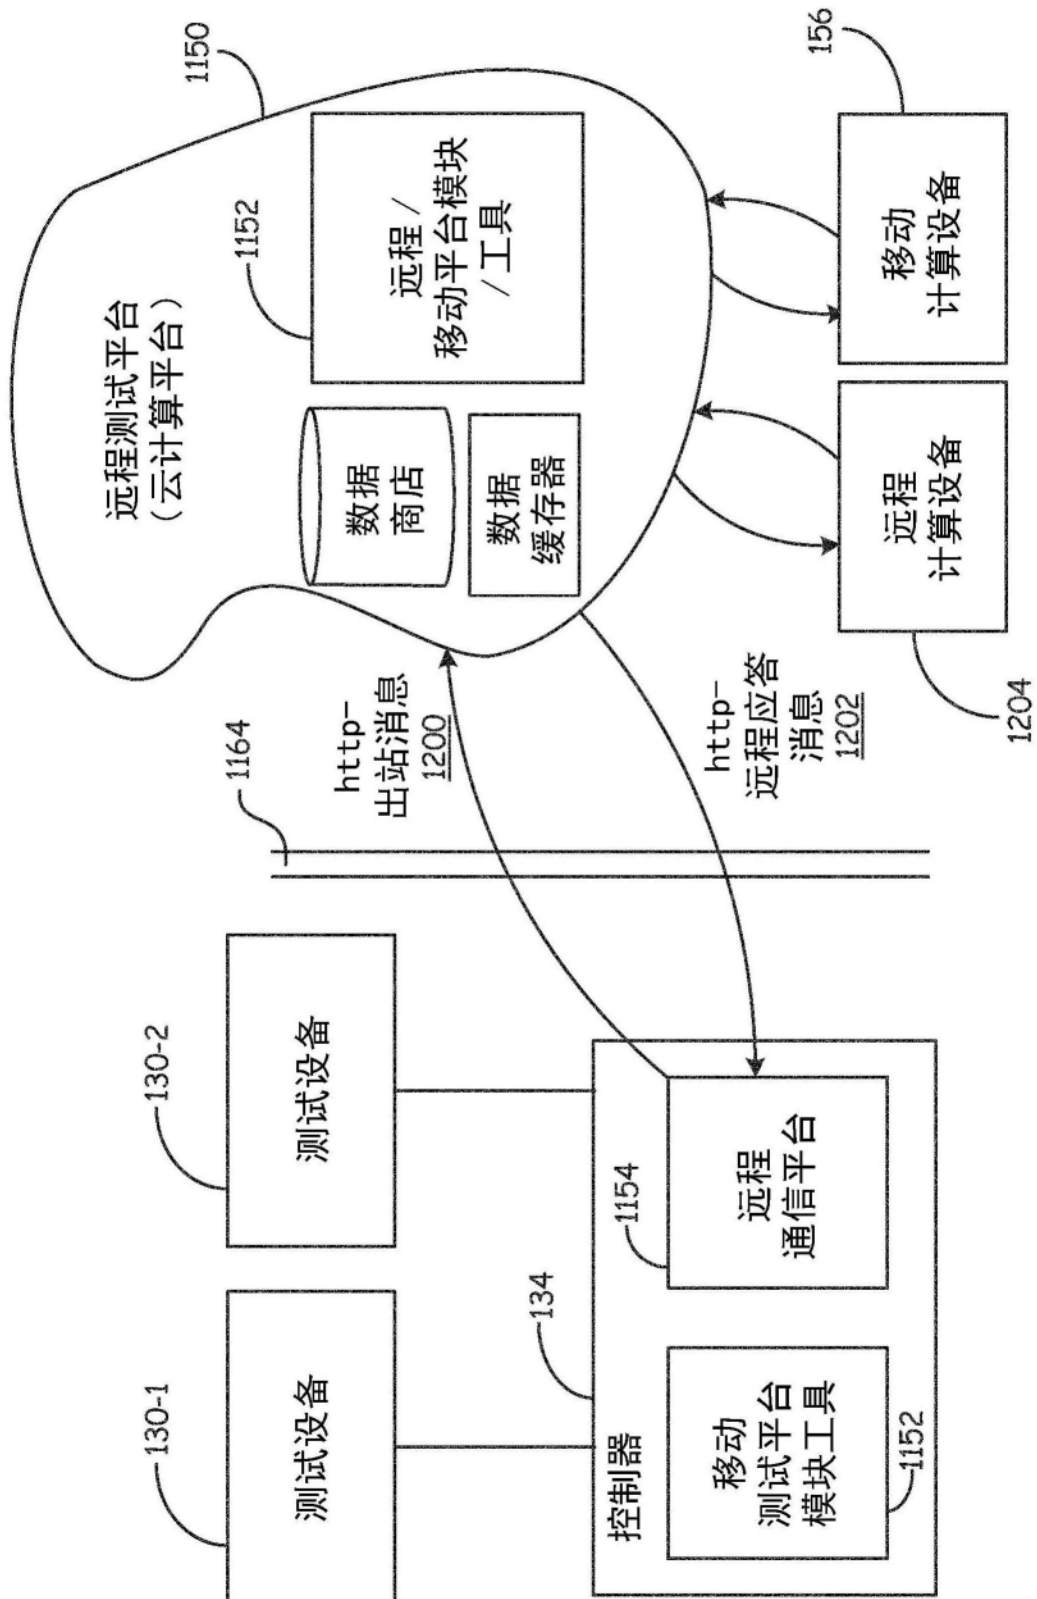 130-1
测试设备
130-2
测试设备
134
控制器
移动
测试平台
模块工具
1152
1154
远程
通信平台
1164
http-
出站消息
1200
http-
远程应答
消息
1202
远程测试平台
(云计算平台)
1150
数据
商店
数据
缓存器
1152
远程/
移动平台模块
/工具
远程
计算设备
1204
移动
计算设备
156